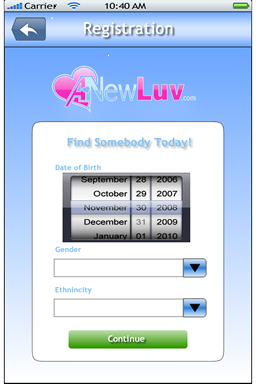 Carrier 10:40 AM
Registration
ANewLuv.com
Find Somebody Today!
Date of Birth
September 28 2006
October 29 2007
November 30 2008
December 31 2009
January 01 2010
Gender
Ethnincity
Continue